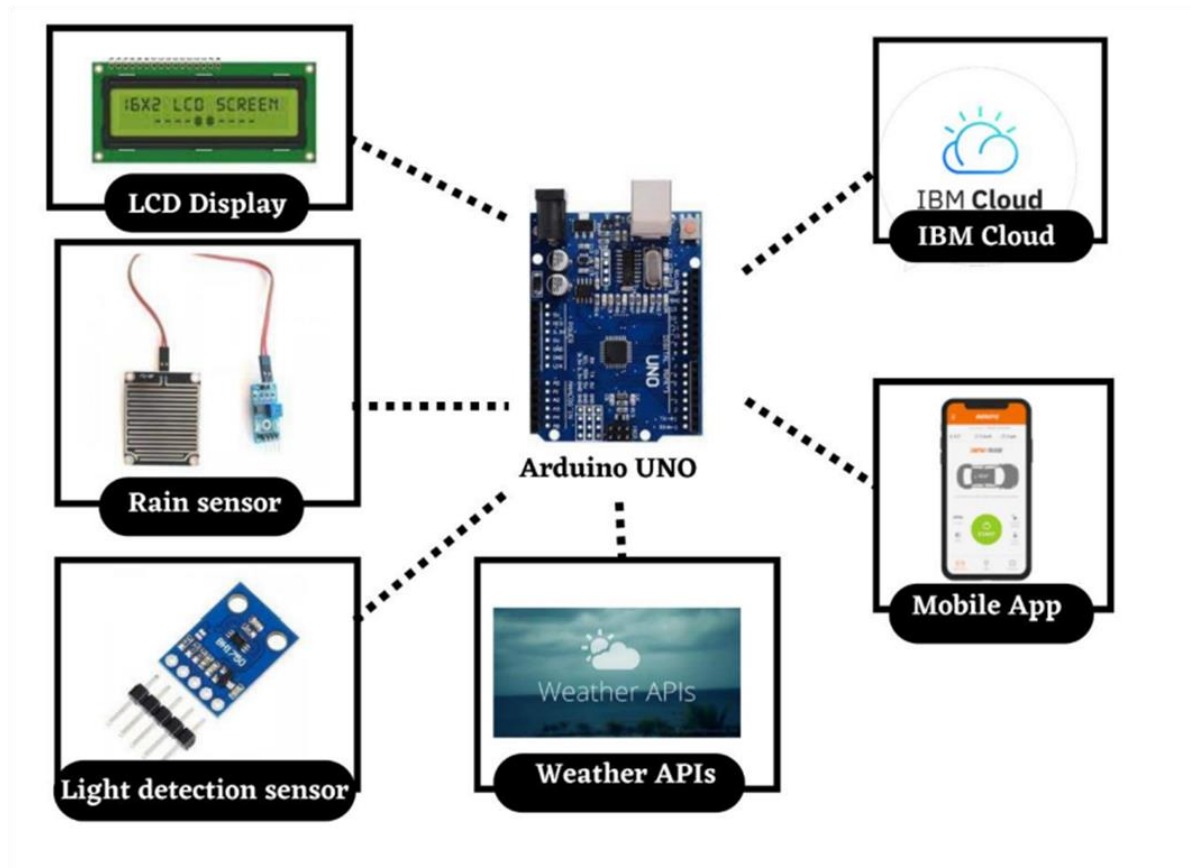 16X2 LCD SCREEN
LCD Display
IBM Cloud
IBM Cloud
Rain sensor
UNO
Arduino UNO
Mobile App
BH1750
Light detection sensor
Weather APIs
Weather APIs